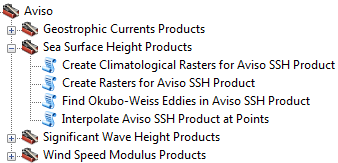 Aviso
Geostrophic Currents Products
Sea Surface Height Products
Create Climatological Rasters for Aviso SSH Product
Create Rasters for Aviso SSH Product
Find Okubo-Weiss Eddies in Aviso SSH Product
Interpolate Aviso SSH Product at Points
Significant Wave Height Products
Wind Speed Modulus Products